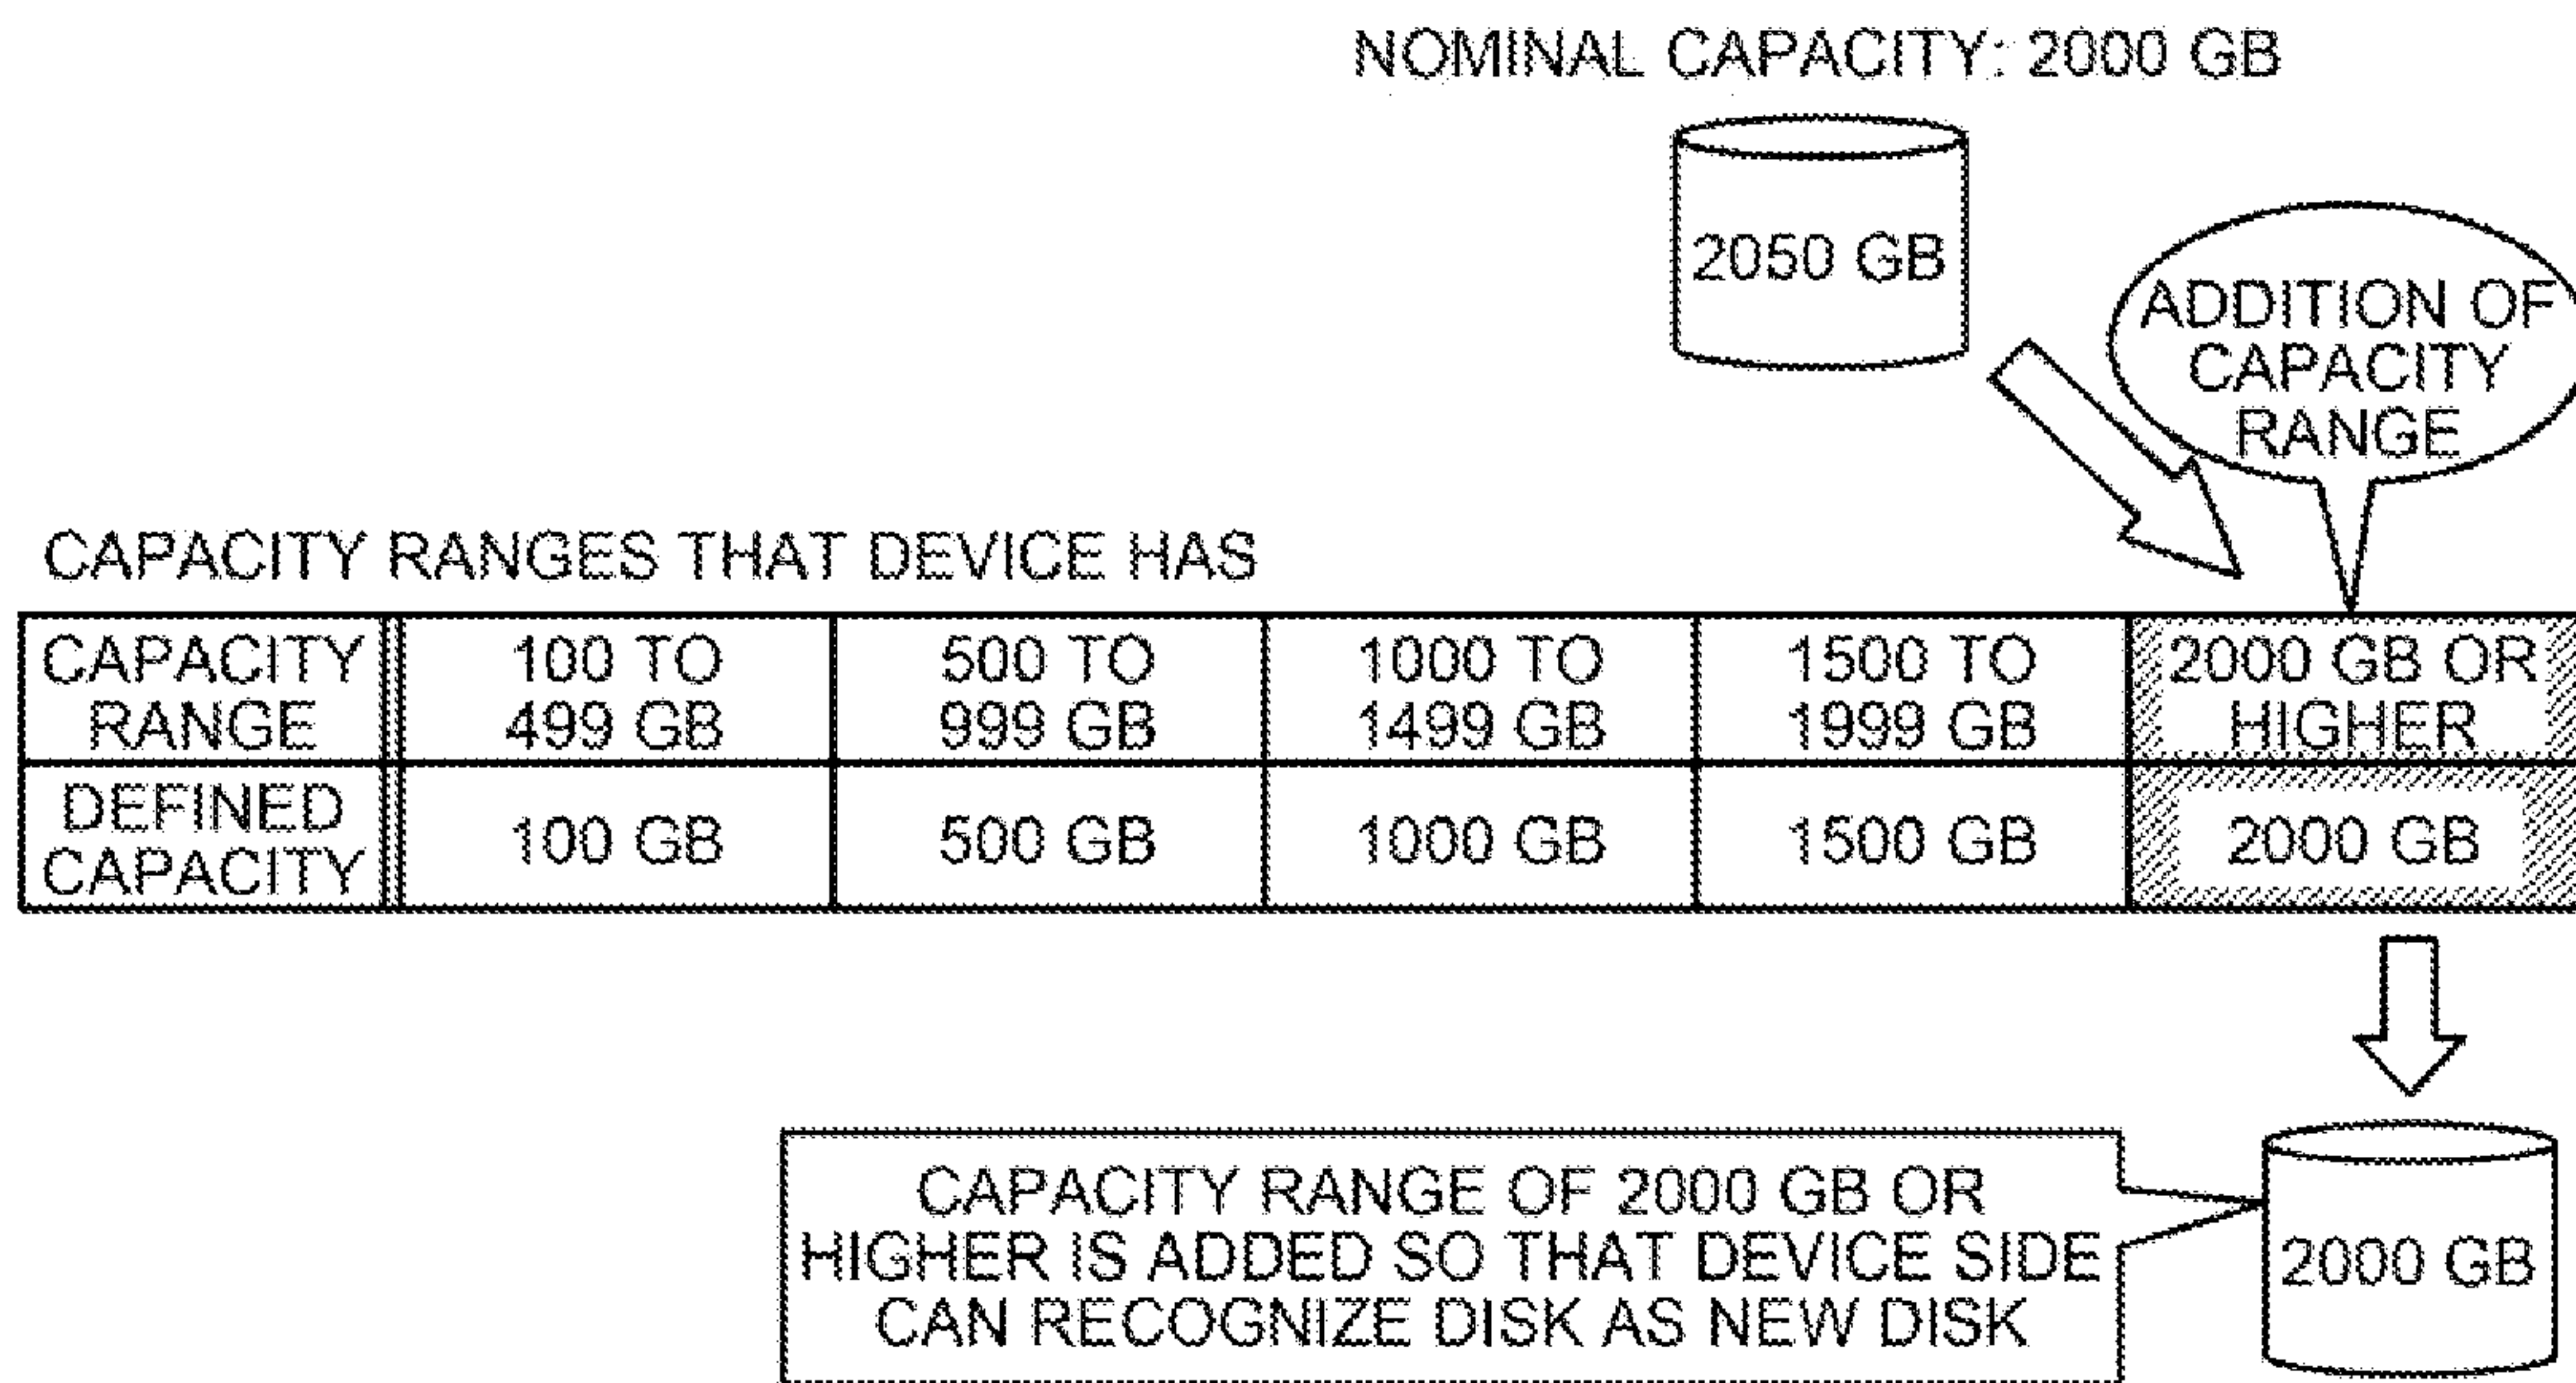 NOMINAL CAPACITY: 2000 GB
2050 GB
ADDITION OF
CAPACITY
RANGE
CAPACITY RANGES THAT DEVICE HAS
CAPACITY
RANGE
100 TO
499 GB
500 TO
999 GB
1000 TO
1499 GB
1500 TO
1999 GB
2000 GB OR
HIGHER
DEFINED
CAPACITY
100 GB
500 GB
1000 GB
1500 GB
2000 GB
CAPACITY RANGE OF 2000 GB OR
HIGHER IS ADDED SO THAT DEVICE SIDE
CAN RECOGNIZE DISK AS NEW DISK
2000 GB